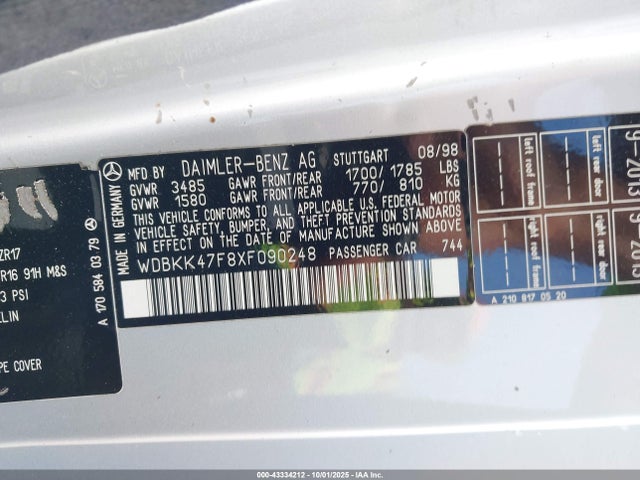 MFD BY DAIMLER-BENZ AG STUTTGART 08/98
GVWR 3485 GAWR FRONT/REAR 1700/1785 LBS
GVWR 1580 GAWR FRONT/REAR 770/ 810 KG
THIS VEHICLE CONFORMS TO ALL APPLICABLE U.S. FEDERAL MOTOR
VEHICLE SAFETY, BUMPER, AND THEFT PREVENTION STANDARDS
IN EFFECT ON THE DATE OF MANUFACTURE SHOWN ABOVE
WDBKK47F8XF090248 PASSENGER CAR 744
MADE IN GERMANY
A 170 584 03 79
ZR17
R16 91H M&S
3 PSI
LIN
PE COVER
left roof frame
left rear door
right roof frame
right rear door
A 210 817 05 20
000-43334212 - 10/01/2025 - IAA Inc.